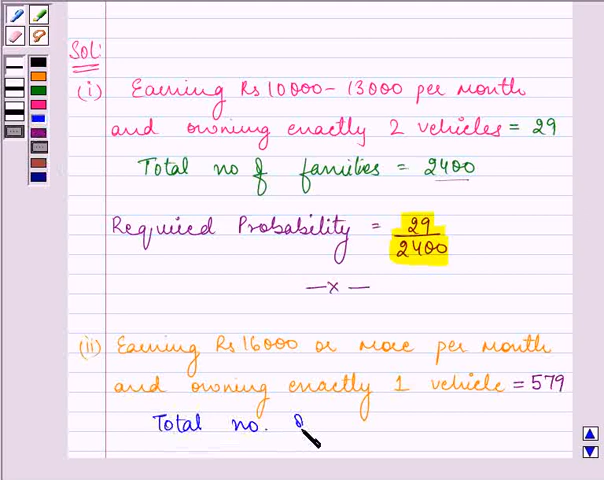 Sol:
(i) Earning Rs 10000 - 13000 per month
and owning exactly 2 vehicles = 29
Total no of families = 2400
Required Probability = 29
2400
—x—
(ii) Earning Rs 16000 or more per month
and owning exactly 1 vehicle = 579
Total no.